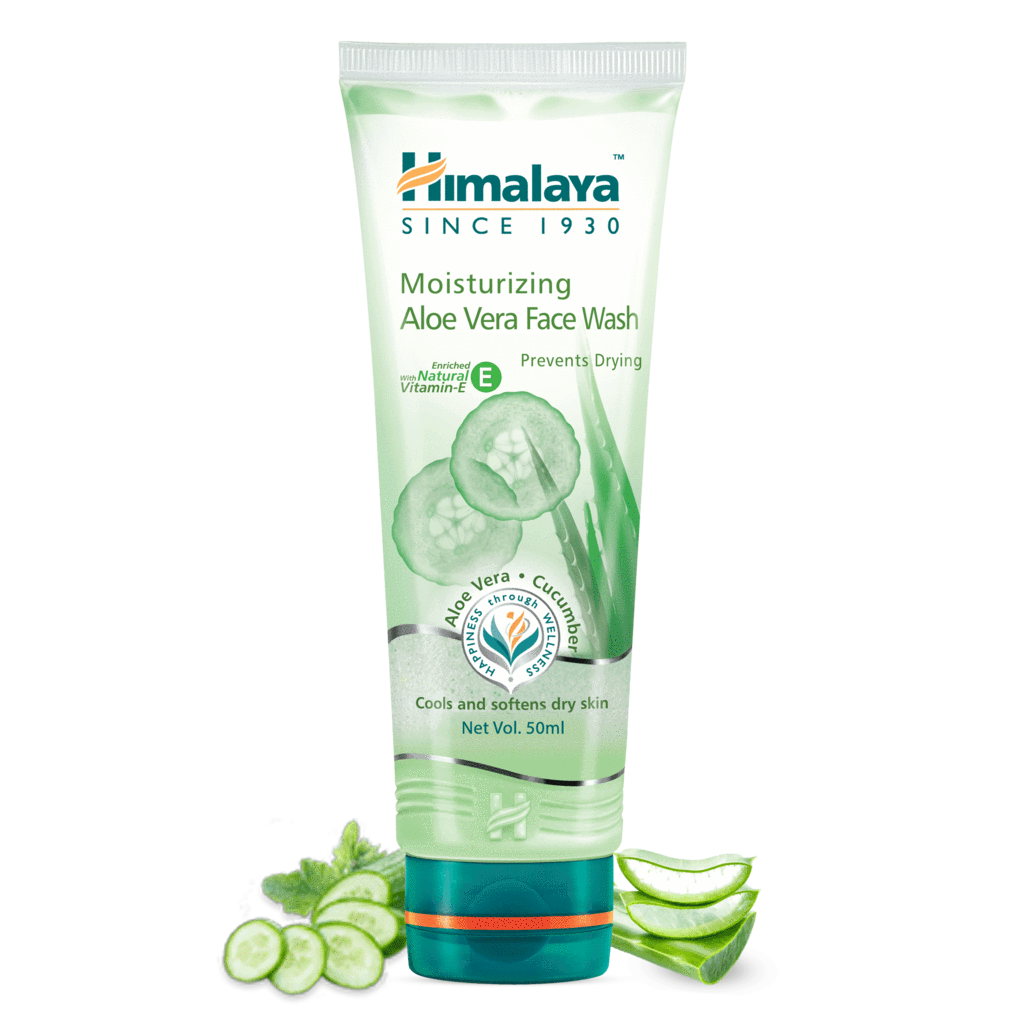 Himalaya™
SINCE 1930
Moisturizing
Aloe Vera Face Wash
Prevents Drying
Enriched
With Natural
Vitamin-E
E
Aloe Vera • Cucumber
HAPPINESS through WELLNESS
Cools and softens dry skin
Net Vol. 50ml
H